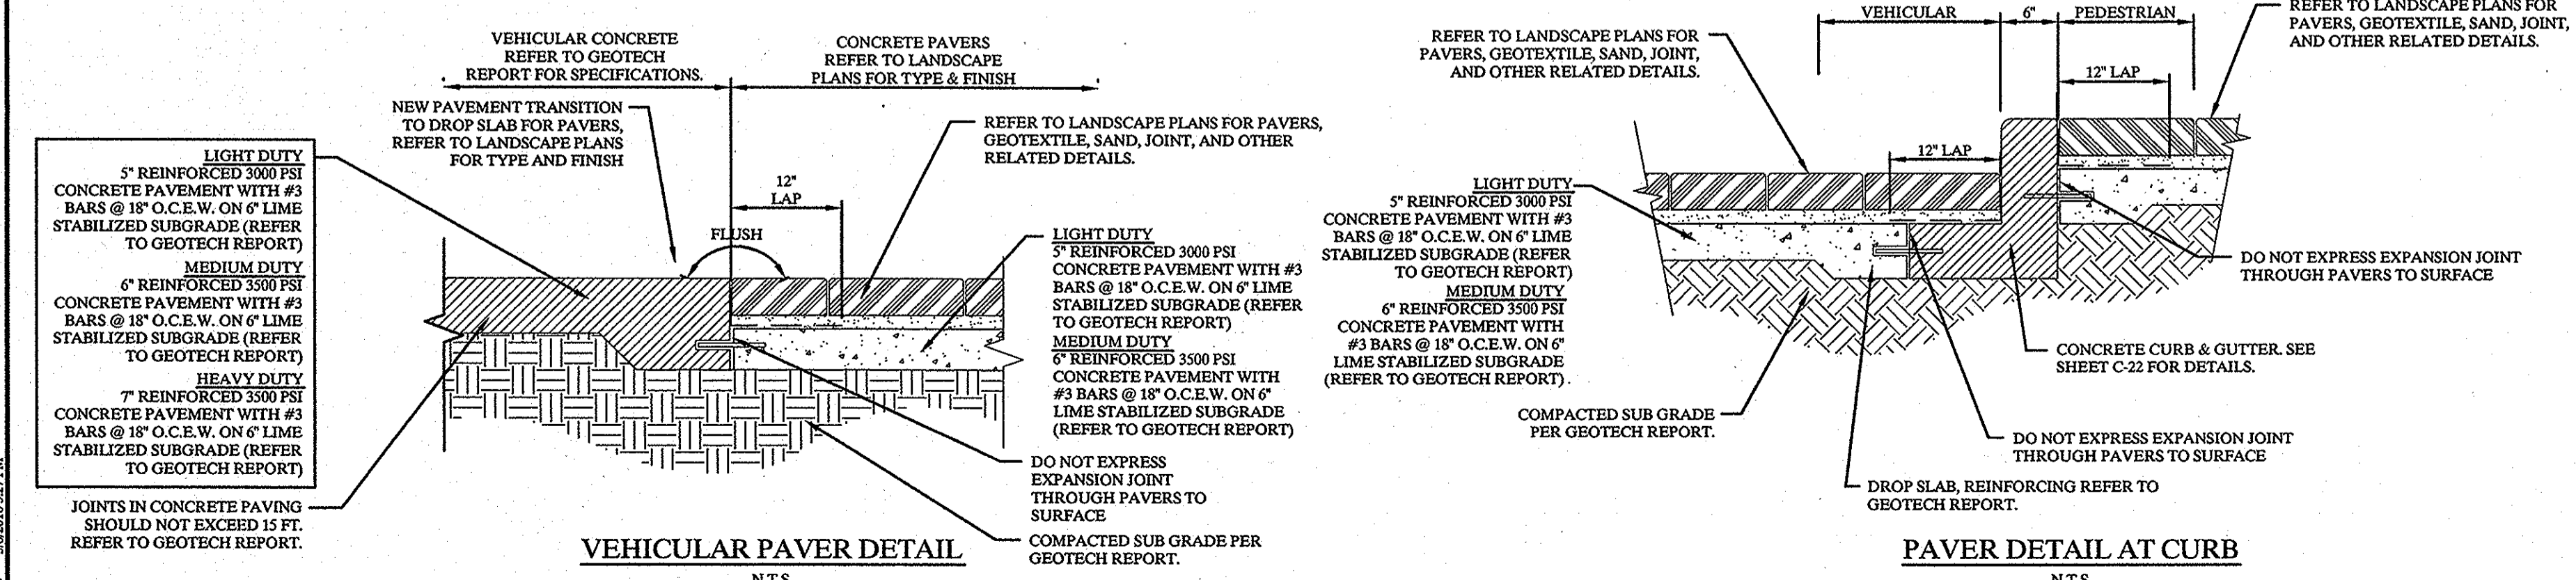 VEHICULAR CONCRETE
REFER TO GEOTECH
REPORT FOR SPECIFICATIONS.
CONCRETE PAVERS
REFER TO LANDSCAPE
PLANS FOR TYPE & FINISH
NEW PAVEMENT TRANSITION
TO DROP SLAB FOR PAVERS,
REFER TO LANDSCAPE PLANS
FOR TYPE AND FINISH
REFER TO LANDSCAPE PLANS FOR PAVERS,
GEOTEXTILE, SAND, JOINT, AND OTHER
RELATED DETAILS.
LIGHT DUTY
5" REINFORCED 3000 PSI
CONCRETE PAVEMENT WITH #3
BARS @ 18" O.C.E.W. ON 6" LIME
STABILIZED SUBGRADE (REFER
TO GEOTECH REPORT)
MEDIUM DUTY
6" REINFORCED 3500 PSI
CONCRETE PAVEMENT WITH #3
BARS @ 18" O.C.E.W. ON 6" LIME
STABILIZED SUBGRADE (REFER
TO GEOTECH REPORT)
HEAVY DUTY
7" REINFORCED 3500 PSI
CONCRETE PAVEMENT WITH #3
BARS @ 18" O.C.E.W. ON 6" LIME
STABILIZED SUBGRADE (REFER
TO GEOTECH REPORT)
JOINTS IN CONCRETE PAVING
SHOULD NOT EXCEED 15 FT.
REFER TO GEOTECH REPORT.
12"
LAP
FLUSH
LIGHT DUTY
5" REINFORCED 3000 PSI
CONCRETE PAVEMENT WITH #3
BARS @ 18" O.C.E.W. ON 6" LIME
STABILIZED SUBGRADE (REFER
TO GEOTECH REPORT)
MEDIUM DUTY
6" REINFORCED 3500 PSI
CONCRETE PAVEMENT WITH
#3 BARS @ 18" O.C.E.W. ON 6"
LIME STABILIZED SUBGRADE
(REFER TO GEOTECH REPORT)
DO NOT EXPRESS
EXPANSION JOINT
THROUGH PAVERS TO
SURFACE
COMPACTED SUB GRADE PER
GEOTECH REPORT.
VEHICULAR PAVER DETAIL
N.T.S.
VEHICULAR
6"
PEDESTRIAN
REFER TO LANDSCAPE PLANS FOR
PAVERS, GEOTEXTILE, SAND, JOINT,
AND OTHER RELATED DETAILS.
REFER TO LANDSCAPE PLANS FOR
PAVERS, GEOTEXTILE, SAND, JOINT,
AND OTHER RELATED DETAILS.
12" LAP
12" LAP
LIGHT DUTY
5" REINFORCED 3000 PSI
CONCRETE PAVEMENT WITH #3
BARS @ 18" O.C.E.W. ON 6" LIME
STABILIZED SUBGRADE (REFER
TO GEOTECH REPORT)
MEDIUM DUTY
6" REINFORCED 3500 PSI
CONCRETE PAVEMENT WITH
#3 BARS @ 18" O.C.E.W. ON 6"
LIME STABILIZED SUBGRADE
(REFER TO GEOTECH REPORT).
COMPACTED SUB GRADE
PER GEOTECH REPORT.
DO NOT EXPRESS EXPANSION JOINT
THROUGH PAVERS TO SURFACE
CONCRETE CURB & GUTTER. SEE
SHEET C-22 FOR DETAILS.
DO NOT EXPRESS EXPANSION JOINT
THROUGH PAVERS TO SURFACE
DROP SLAB, REINFORCING REFER TO
GEOTECH REPORT.
PAVER DETAIL AT CURB
N.T.S.